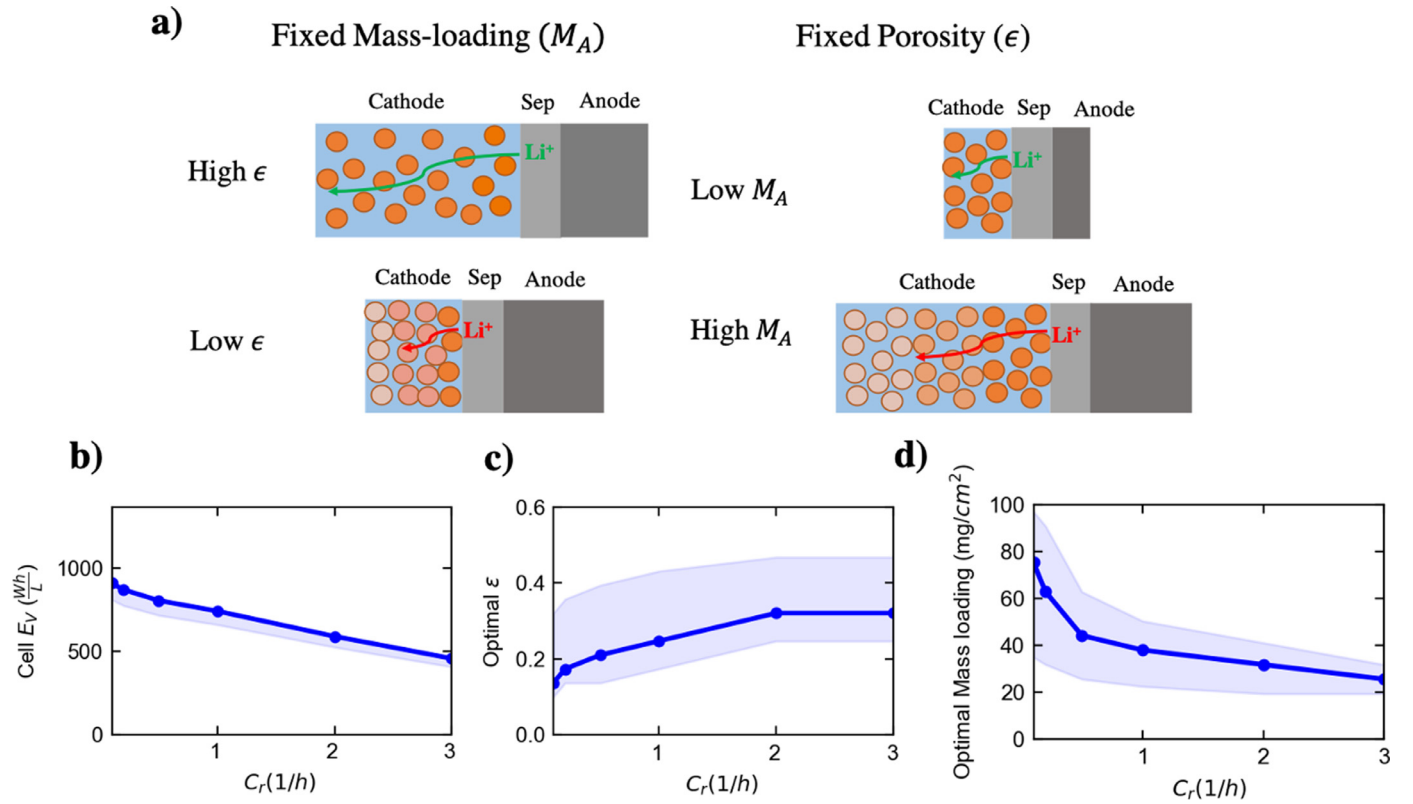 a)
Fixed Mass-loading (M_A)
Fixed Porosity (ϵ)
Cathode Sep Anode
High ϵ
Li⁺
Cathode Sep Anode
Low M_A
Li⁺
Cathode Sep Anode
Low ϵ
Li⁺
Cathode Sep Anode
High M_A
Li⁺
b)
Cell E_V (Wh/L)
1000
500
0
1 2 3
C_r(1/h)
c)
Optimal ε
0.6
0.4
0.2
0.0
1 2 3
C_r(1/h)
d)
Optimal Mass loading (mg/cm²)
100
80
60
40
20
0
1 2 3
C_r(1/h)